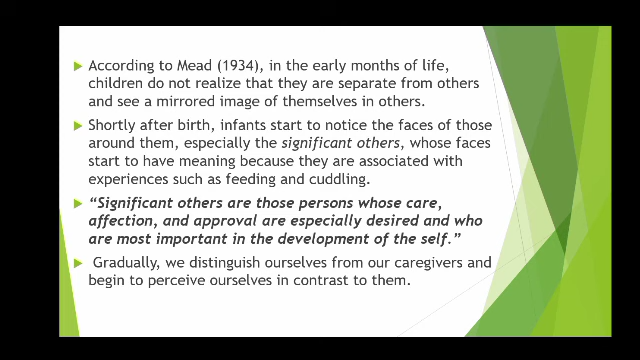 According to Mead (1934), in the early months of life,
children do not realize that they are separate from others
and see a mirrored image of themselves in others.
Shortly after birth, infants start to notice the faces of those
around them, especially the significant others, whose faces
start to have meaning because they are associated with
experiences such as feeding and cuddling.
“Significant others are those persons whose care,
affection, and approval are especially desired and who
are most important in the development of the self.”
Gradually, we distinguish ourselves from our caregivers and
begin to perceive ourselves in contrast to them.